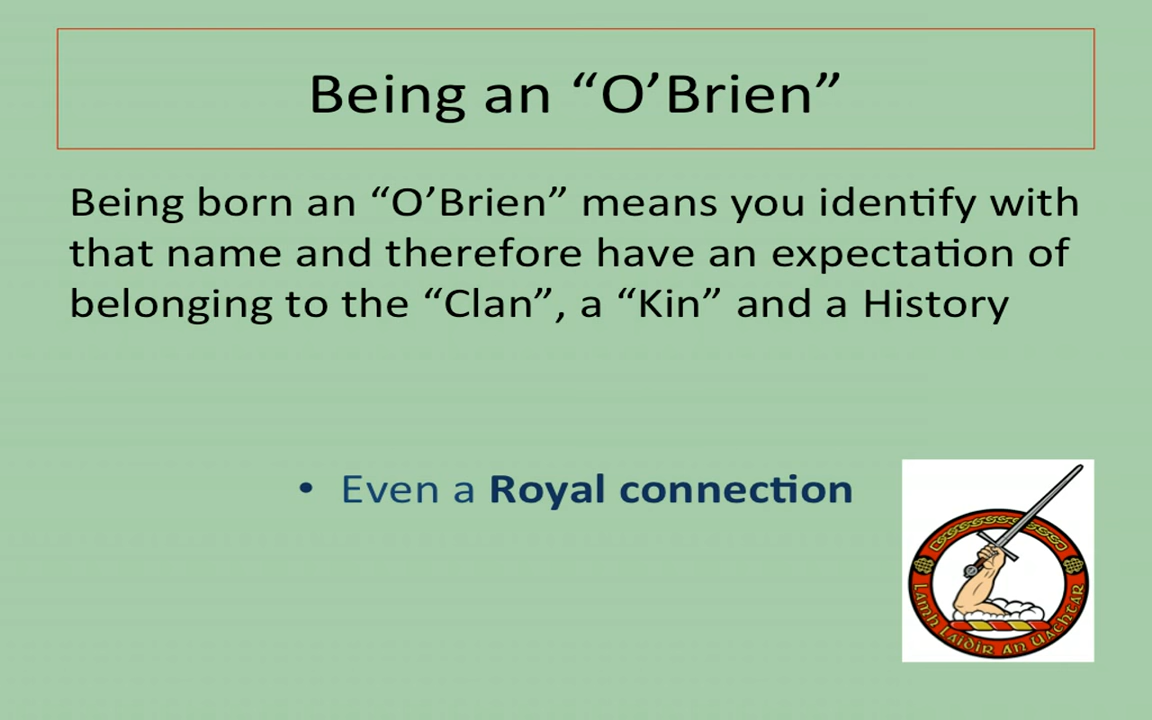 Being an “O’Brien”
Being born an “O’Brien” means you identify with
that name and therefore have an expectation of
belonging to the “Clan”, a “Kin” and a History
• Even a Royal connection
LAMH LAIDIR AN UACHTAR